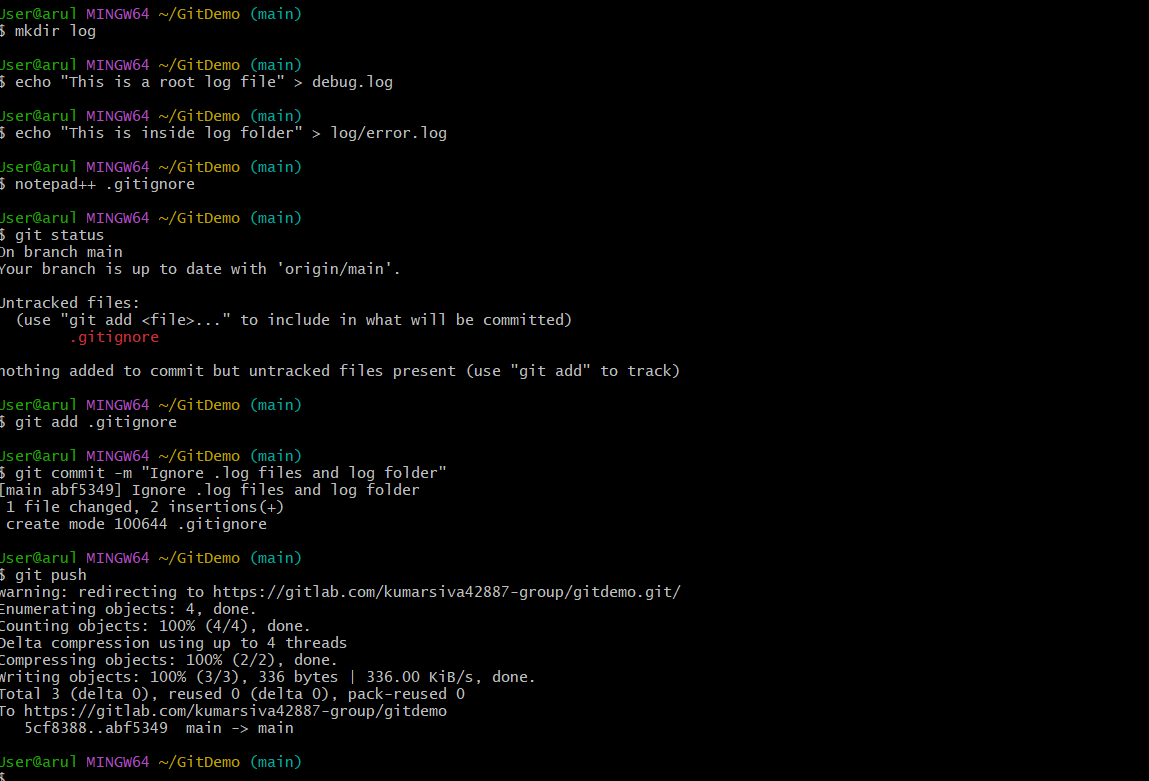 User@arul MINGW64 ~/GitDemo (main)
$ mkdir log
User@arul MINGW64 ~/GitDemo (main)
$ echo "This is a root log file" > debug.log
User@arul MINGW64 ~/GitDemo (main)
$ echo "This is inside log folder" > log/error.log
User@arul MINGW64 ~/GitDemo (main)
$ notepad++ .gitignore
User@arul MINGW64 ~/GitDemo (main)
$ git status
On branch main
Your branch is up to date with 'origin/main'.
Untracked files:
  (use "git add <file>..." to include in what will be committed)
        .gitignore
nothing added to commit but untracked files present (use "git add" to track)
User@arul MINGW64 ~/GitDemo (main)
$ git add .gitignore
User@arul MINGW64 ~/GitDemo (main)
$ git commit -m "Ignore .log files and log folder"
[main abf5349] Ignore .log files and log folder
 1 file changed, 2 insertions(+)
 create mode 100644 .gitignore
User@arul MINGW64 ~/GitDemo (main)
$ git push
warning: redirecting to https://gitlab.com/kumarsiva42887-group/gitdemo.git/
Enumerating objects: 4, done.
Counting objects: 100% (4/4), done.
Delta compression using up to 4 threads
Compressing objects: 100% (2/2), done.
Writing objects: 100% (3/3), 336 bytes | 336.00 KiB/s, done.
Total 3 (delta 0), reused 0 (delta 0), pack-reused 0
To https://gitlab.com/kumarsiva42887-group/gitdemo
   5cf8388..abf5349  main -> main
User@arul MINGW64 ~/GitDemo (main)
$